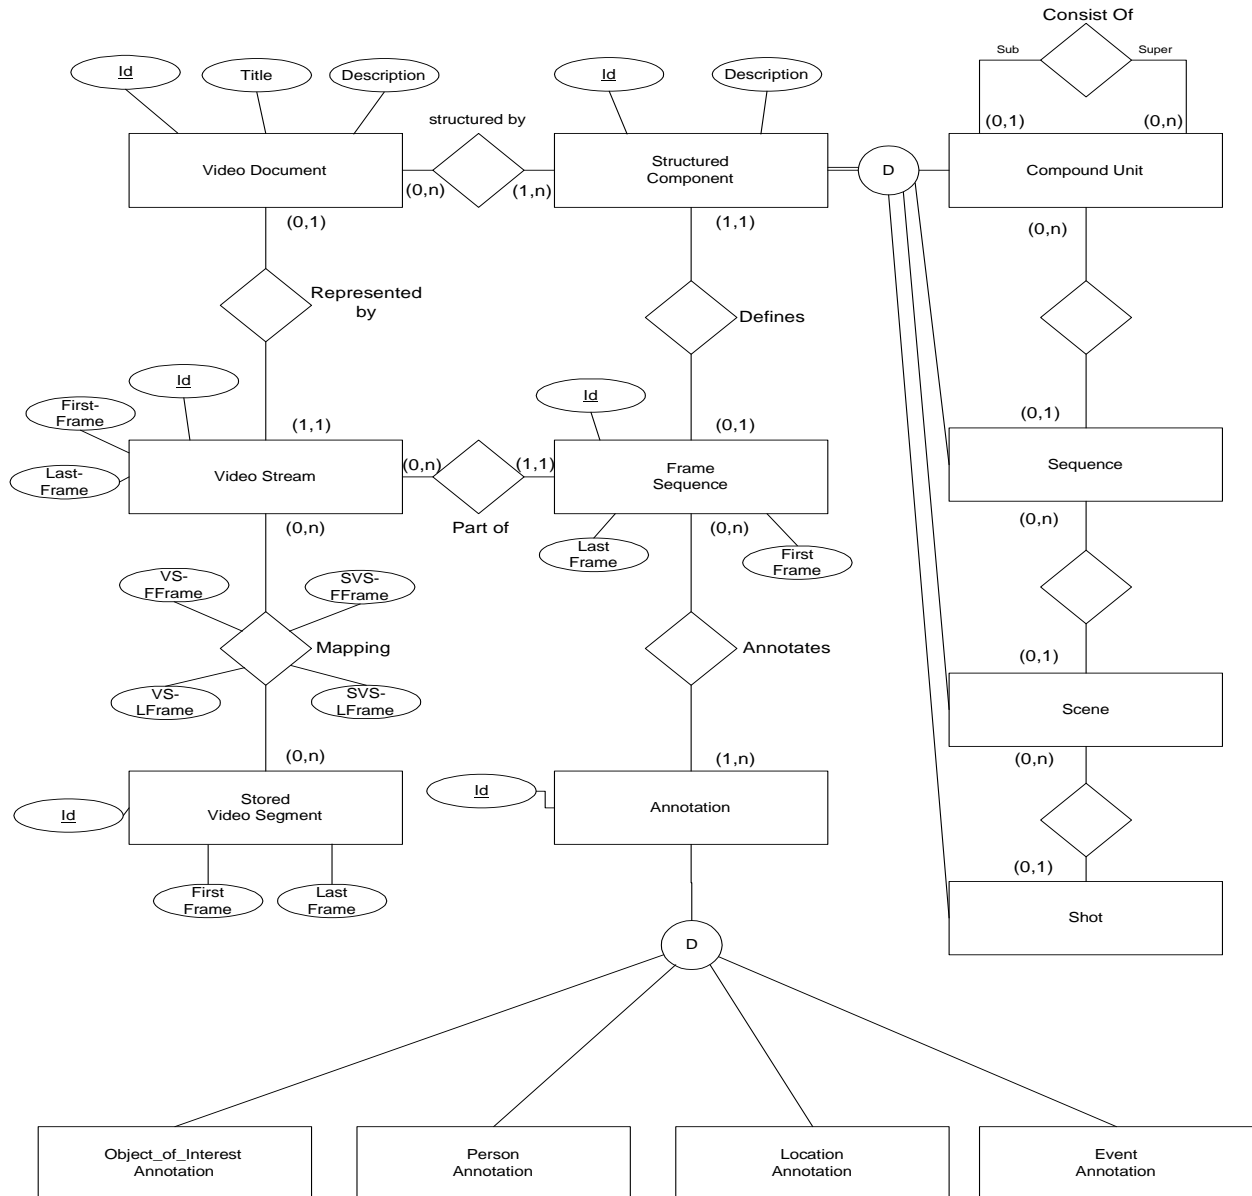 Consist Of
Sub
Super
Id
Title
Description
Id
Description
structured by
(0,1)
(0,n)
Video Document
(0,n)
(1,n)
Structured
Component
D
Compound Unit
(0,1)
(1,1)
(0,n)
Represented
by
Defines
Id
First-
Frame
Id
(1,1)
(0,1)
(0,1)
Last-
Frame
Video Stream
(0,n)
(1,1)
Frame
Sequence
Sequence
(0,n)
Part of
(0,n)
(0,n)
Last
Frame
First
Frame
VS-
FFrame
SVS-
FFrame
Mapping
Annotates
(0,1)
VS-
LFrame
SVS-
LFrame
Scene
(0,n)
(1,n)
(0,n)
Id
Stored
Video Segment
Id
Annotation
(0,1)
First
Frame
Last
Frame
Shot
D
Object_of_Interest
Annotation
Person
Annotation
Location
Annotation
Event
Annotation